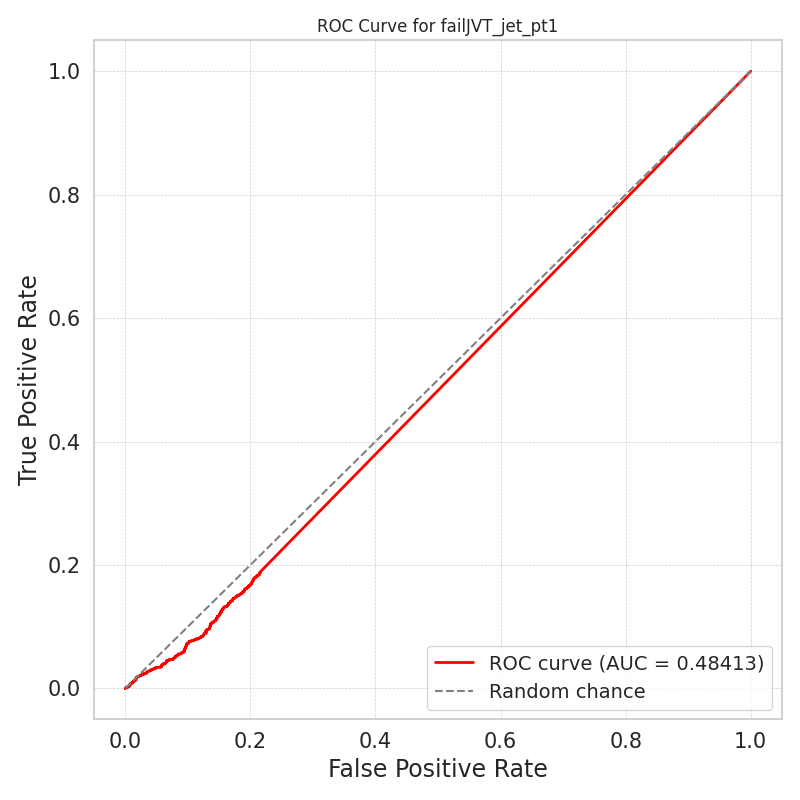 ROC Curve for failJVT_jet_pt1
True Positive Rate
1.0
0.8
0.6
0.4
0.2
0.0
ROC curve (AUC = 0.48413)
Random chance
0.0 0.2 0.4 0.6 0.8 1.0
False Positive Rate